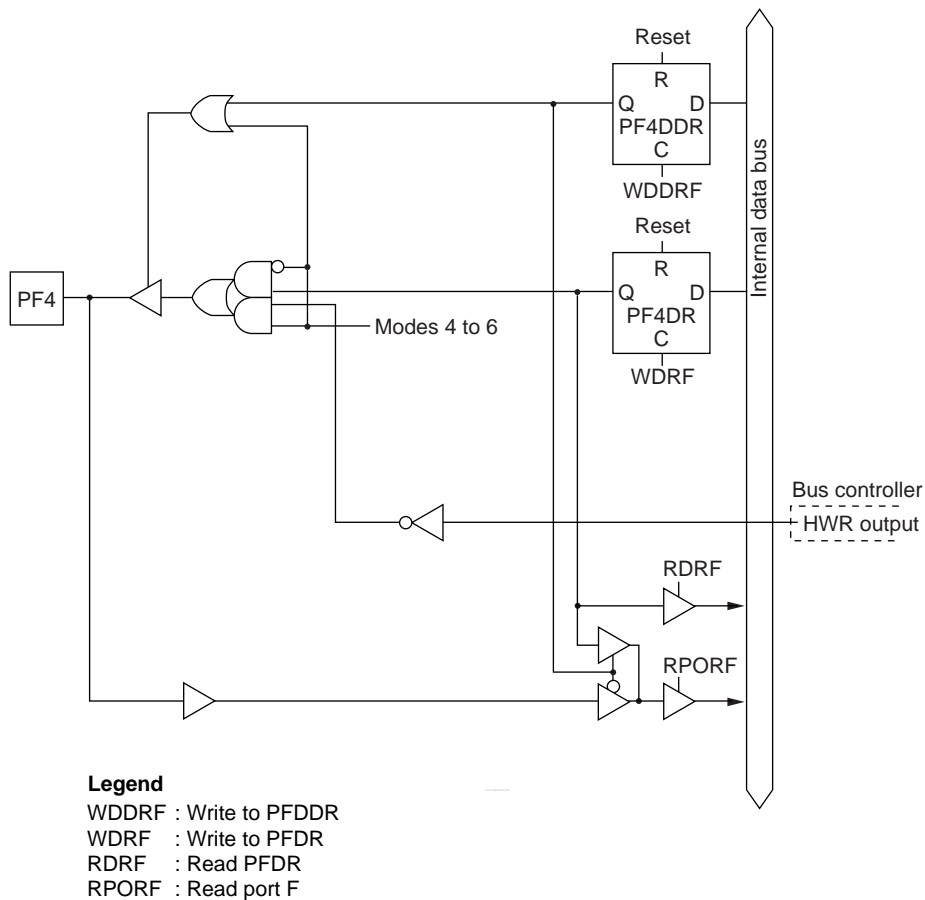 Reset
R
Q D
PF4DDR
C
WDDRF
Reset
R
Q D
PF4DR
C
WDRF
Internal data bus
PF4
Modes 4 to 6
Bus controller
HWR output
RDRF
RPORF
Legend
WDDRF : Write to PFDDR
WDRF : Write to PFDR
RDRF : Read PFDR
RPORF : Read port F